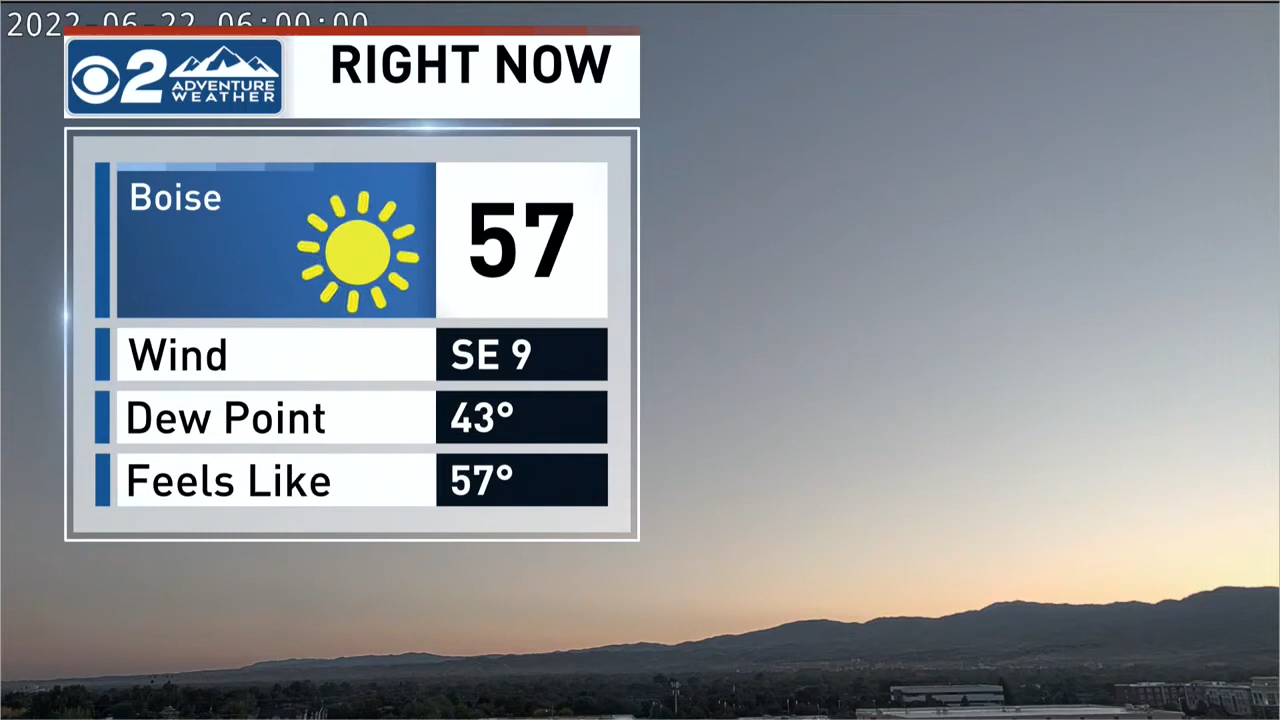 2022-06-22 06:00:00
2
ADVENTURE
WEATHER
RIGHT NOW
Boise
57
Wind SE 9
Dew Point 43°
Feels Like 57°